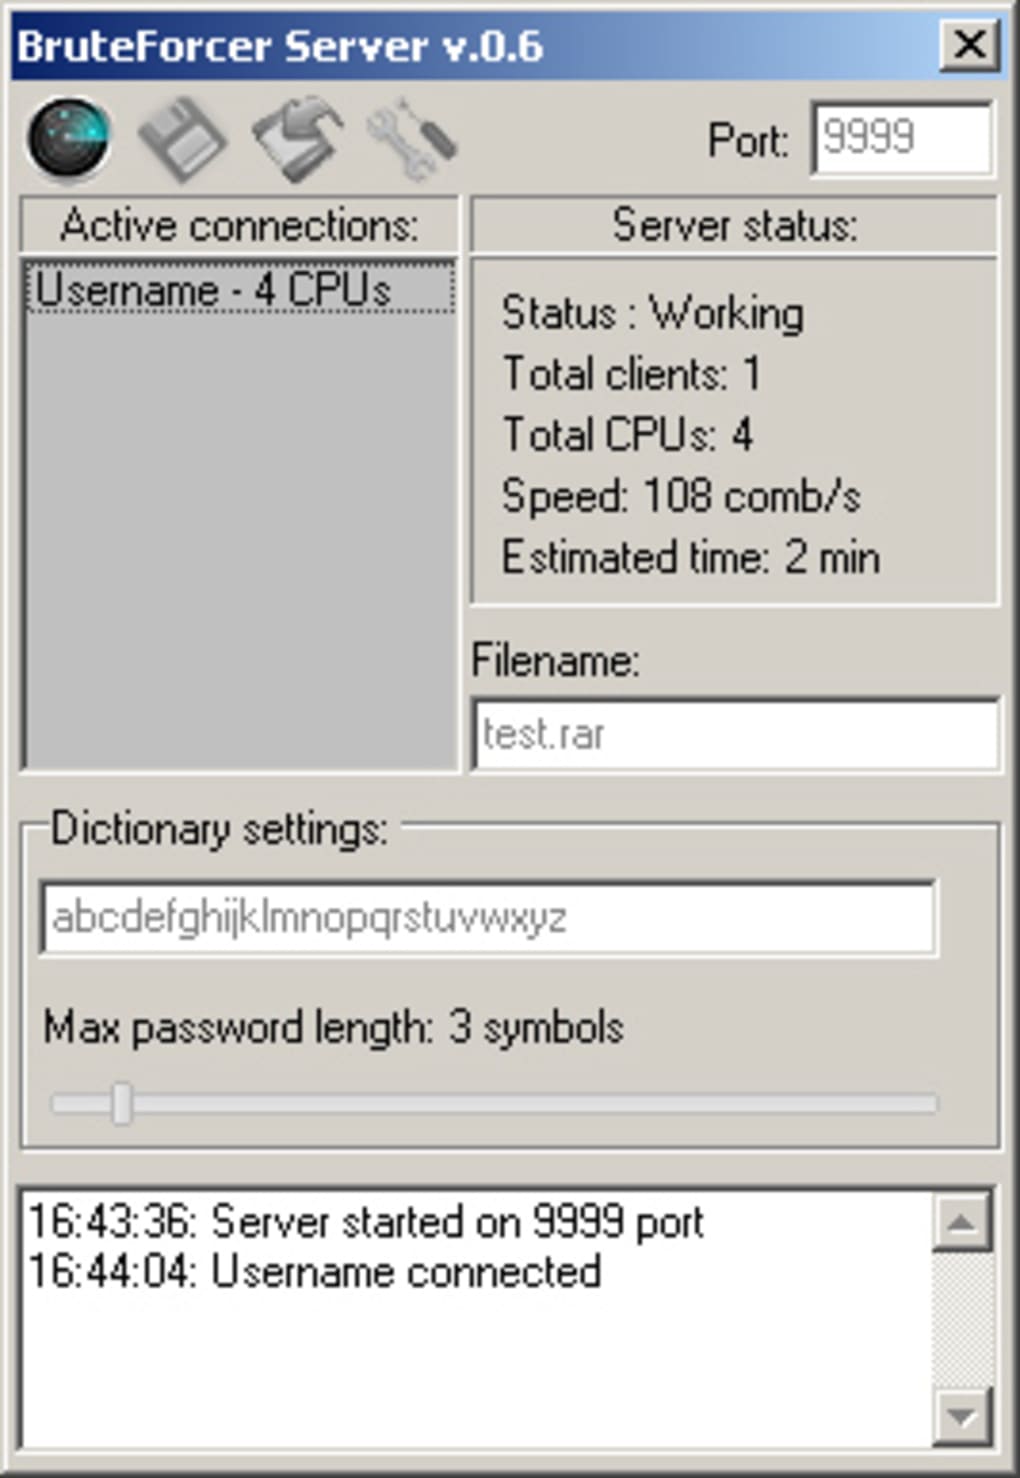 BruteForcer Server v.0.6
Port: 9999
Active connections:
Server status:
Username - 4 CPUs
Status : Working
Total clients: 1
Total CPUs: 4
Speed: 108 comb/s
Estimated time: 2 min
Filename:
test.rar
Dictionary settings:
abcdefghijklmnopqrstuvwxyz
Max password length: 3 symbols
16:43:36: Server started on 9999 port
16:44:04: Username connected